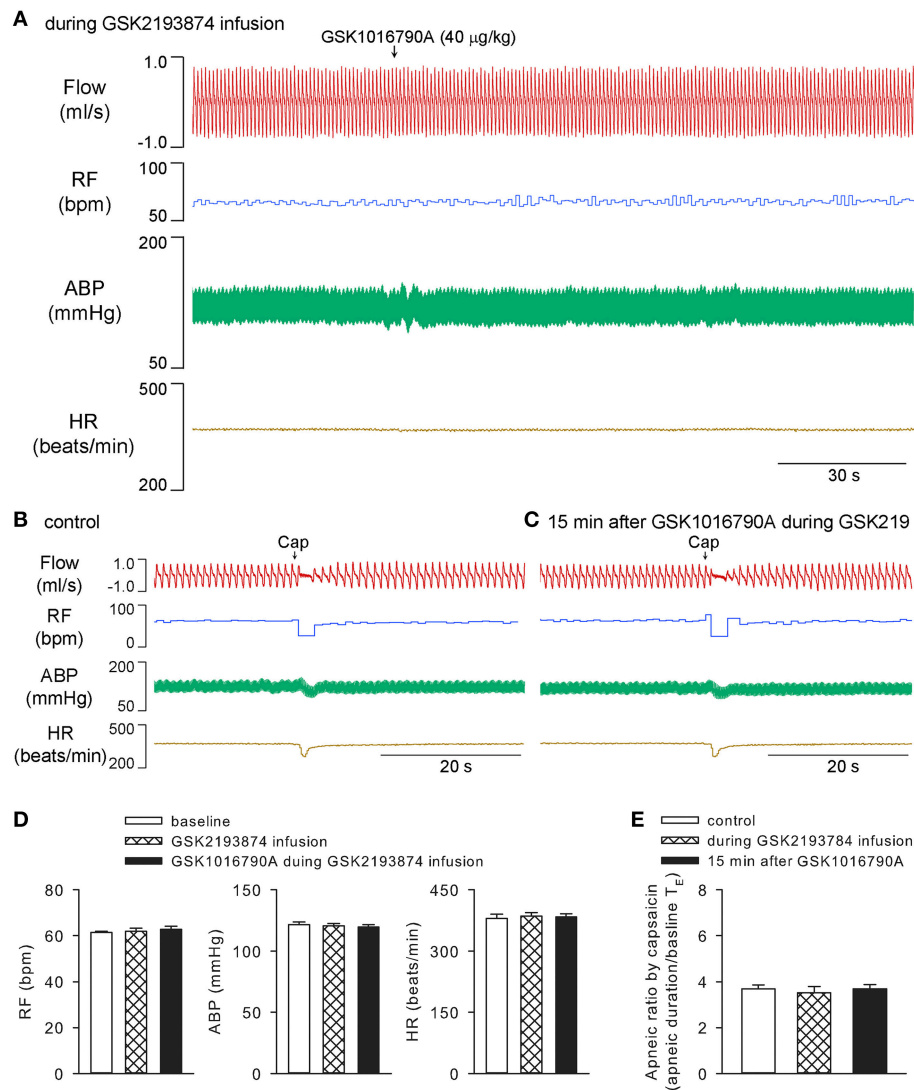 A during GSK2193874 infusion
GSK1016790A (40 µg/kg)
Flow
(ml/s)
1.0
-1.0
RF
(bpm)
100
50
ABP
(mmHg)
200
50
HR
(beats/min)
500
200
30 s
B control
Cap
Flow
(ml/s)
1.0
-1.0
RF
(bpm)
100
0
ABP
(mmHg)
200
50
HR
(beats/min)
500
200
20 s
C 15 min after GSK1016790A during GSK219
Cap
20 s
D
baseline
GSK2193874 infusion
GSK1016790A duing GSK2193874 infusion
RF (bpm)
80
60
40
20
0
ABP (mmHg)
150
100
50
0
HR (beats/min)
450
300
150
0
E
control
during GSK2193784 infusion
15 min after GSK1016790A
Apneic ratio by capsaicin
(apneic duration/basline TE)
8
6
4
2
0